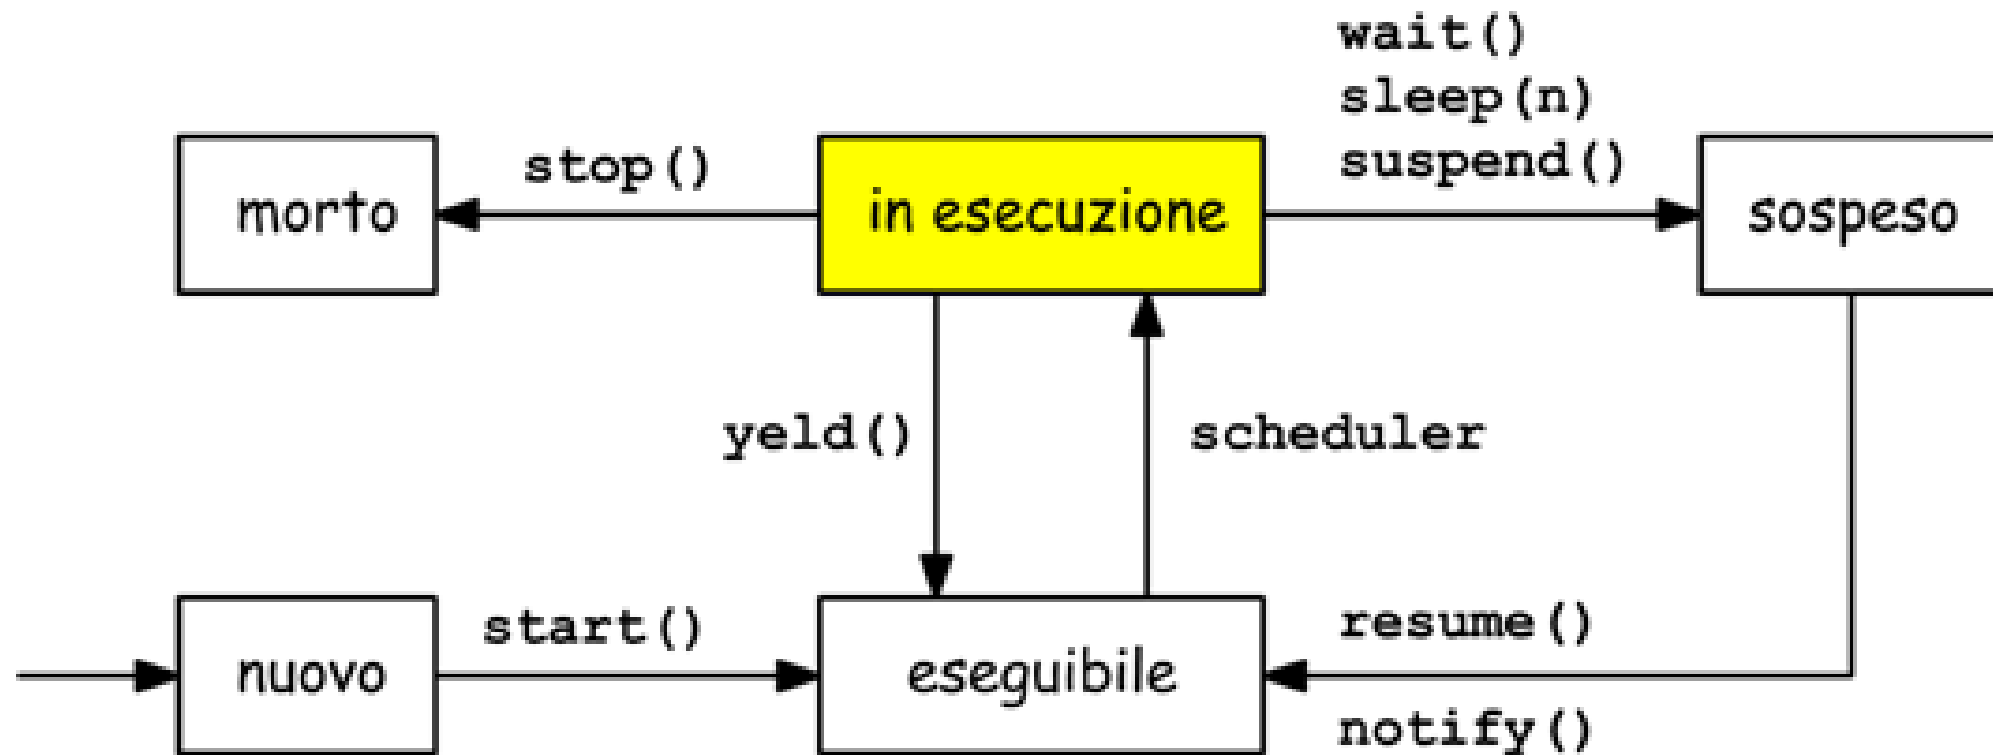 wait()
sleep(n)
suspend()
stop()
morto
in esecuzione
sospeso
yeld()
scheduler
start()
resume()
nuovo
eseguibile
notify()